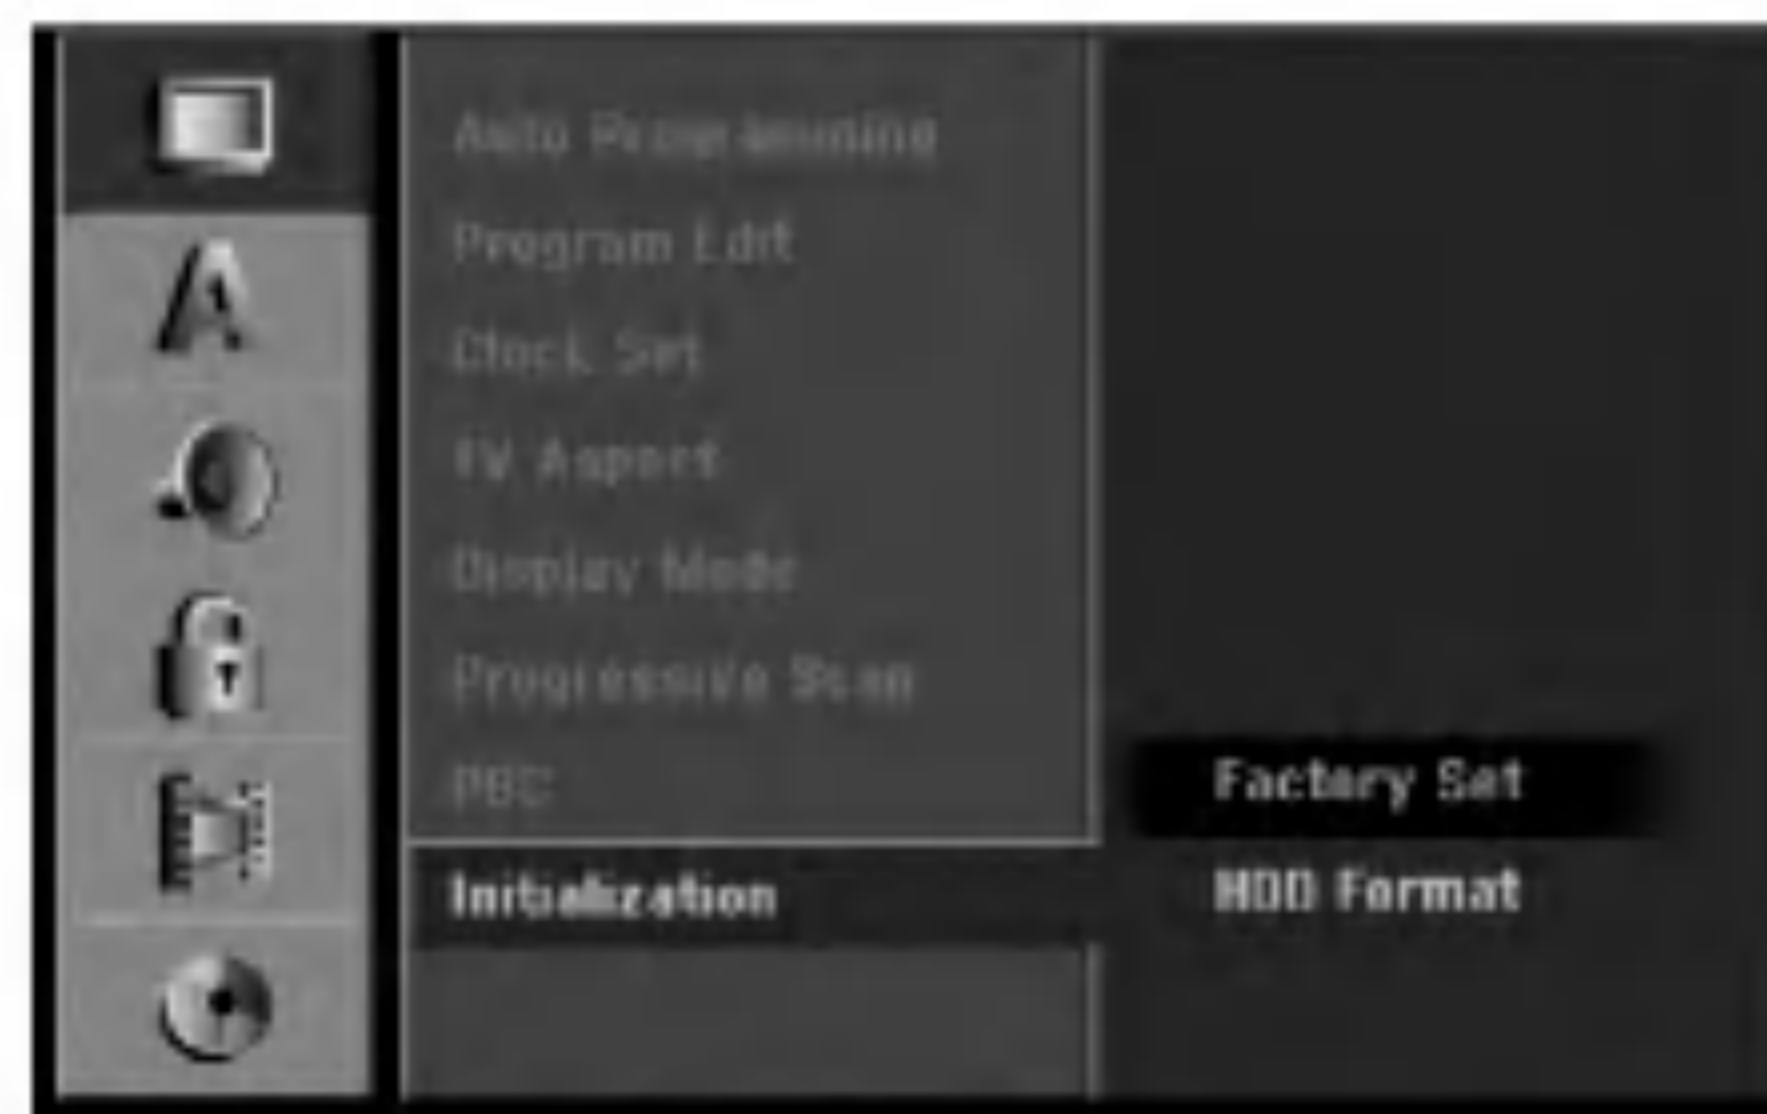 Auto Programming
Program Edit
Clock Set
TV Aspect
Display Mode
Progressive Scan
PBC
Initialization
Factory Set
HDD Format